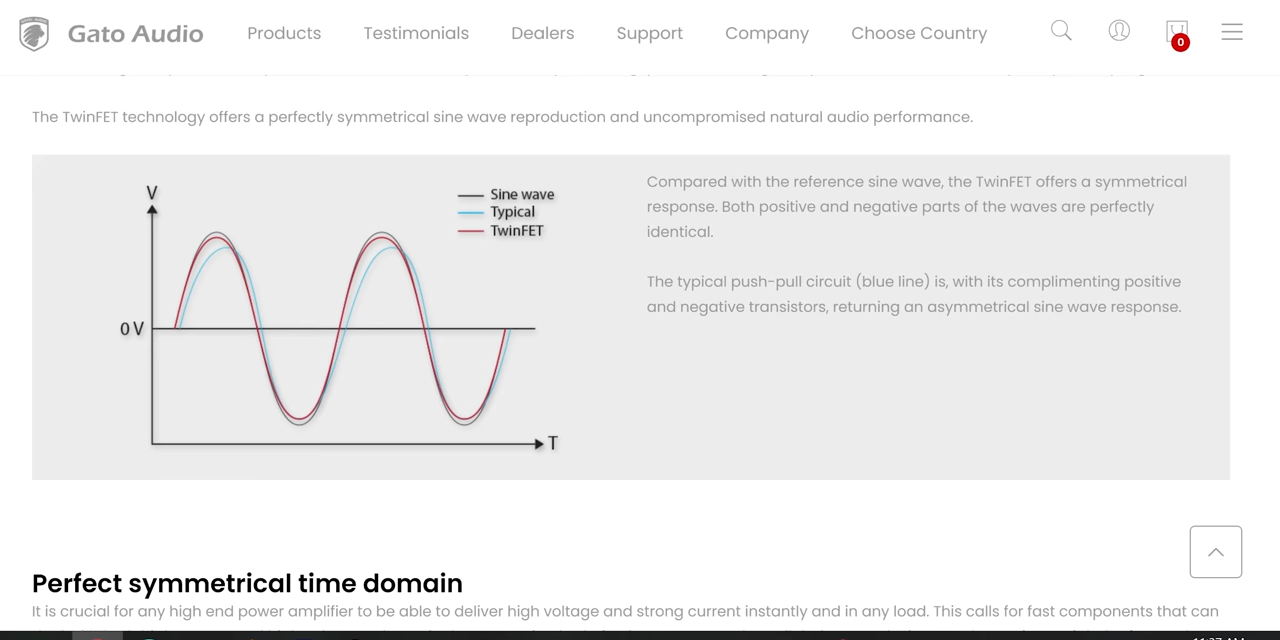 Gato Audio
Products
Testimonials
Dealers
Support
Company
Choose Country
0
The TwinFET technology offers a perfectly symmetrical sine wave reproduction and uncompromised natural audio performance.
V
Sine wave
Typical
TwinFET
0 V
T
Compared with the reference sine wave, the TwinFET offers a symmetrical
response. Both positive and negative parts of the waves are perfectly
identical.
The typical push-pull circuit (blue line) is, with its complimenting positive
and negative transistors, returning an asymmetrical sine wave response.
Perfect symmetrical time domain
It is crucial for any high end power amplifier to be able to deliver high voltage and strong current instantly and in any load. This calls for fast components that can